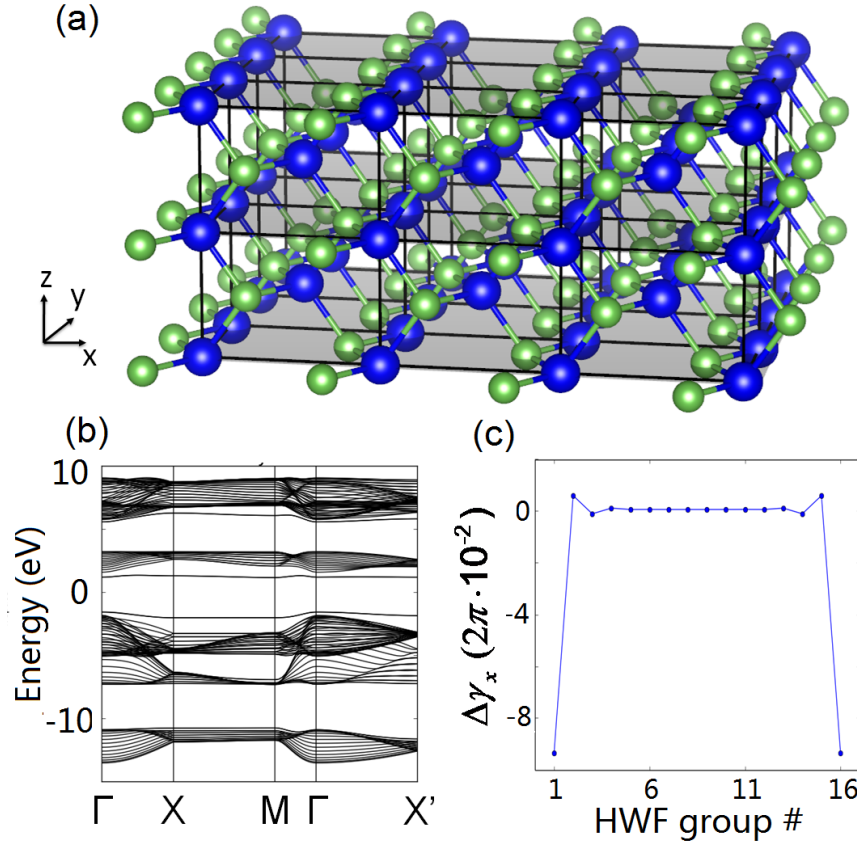 (a)
z
y
x
(b)
(c)
10
0
-10
Energy (eV)
Γ X M Γ X'
0
-4
-8
Δγₓ (2π·10⁻²)
1 6 11 16
HWF group #